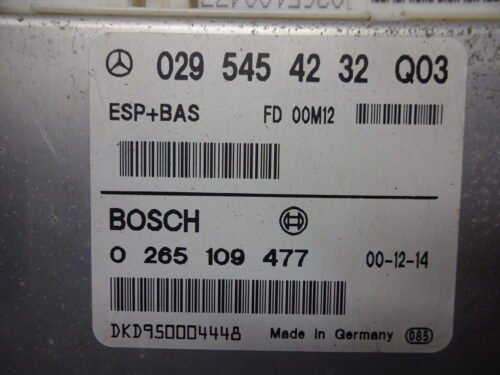 029 545 42 32 Q03
ESP+BAS FD 00M12
BOSCH
0 265 109 477 00-12-14
DKD950004448 Made in Germany 085